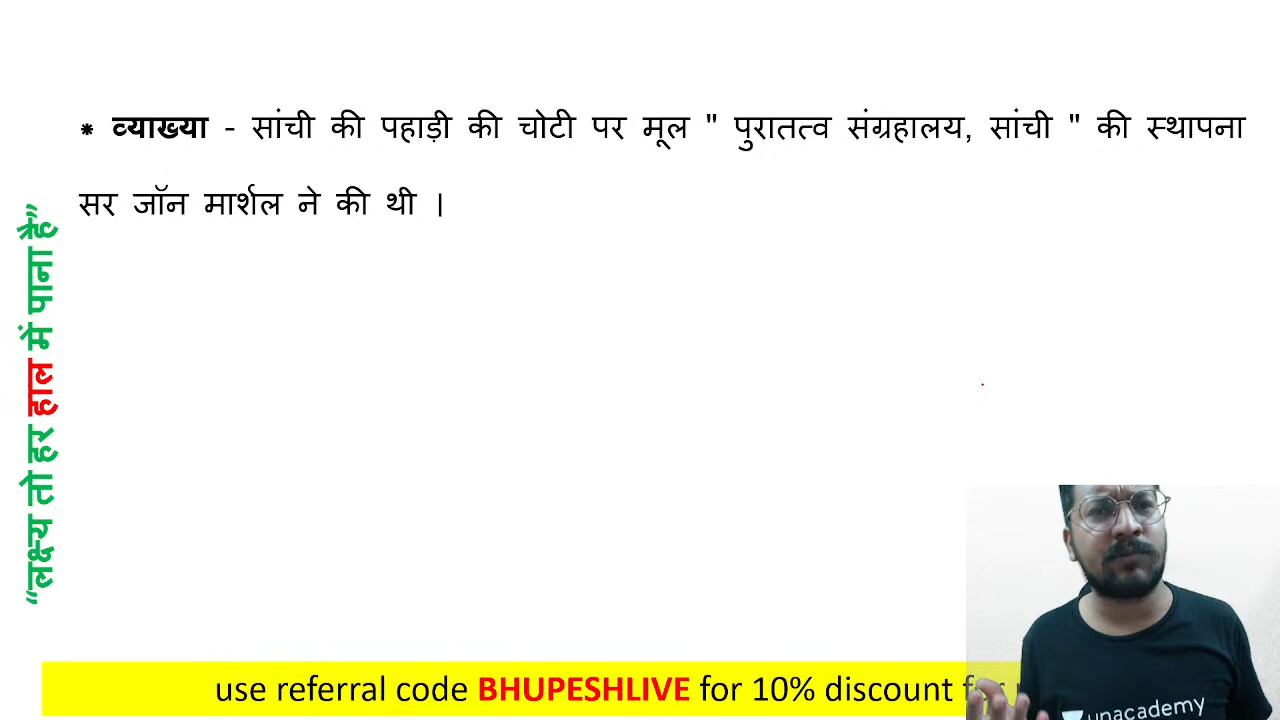 * व्याख्या - सांची की पहाड़ी की चोटी पर मूल " पुरातत्व संग्रहालय, सांची " की स्थापना
सर जॉन मार्शल ने की थी ।
“लक्ष्य तो हर हाल में पाना है”
use referral code BHUPESHLIVE for 10% discount
unacademy